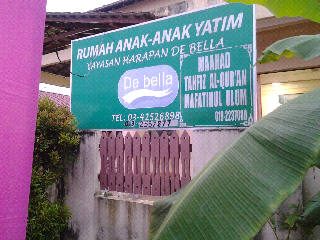 RUMAH ANAK-ANAK YATIM
YAYASAN HARAPAN DE BELLA
De bella
TEL. 03-42526898
MAAHAD
TAHFIZ AL-QUR'AN
MAFATIHUL ULUM